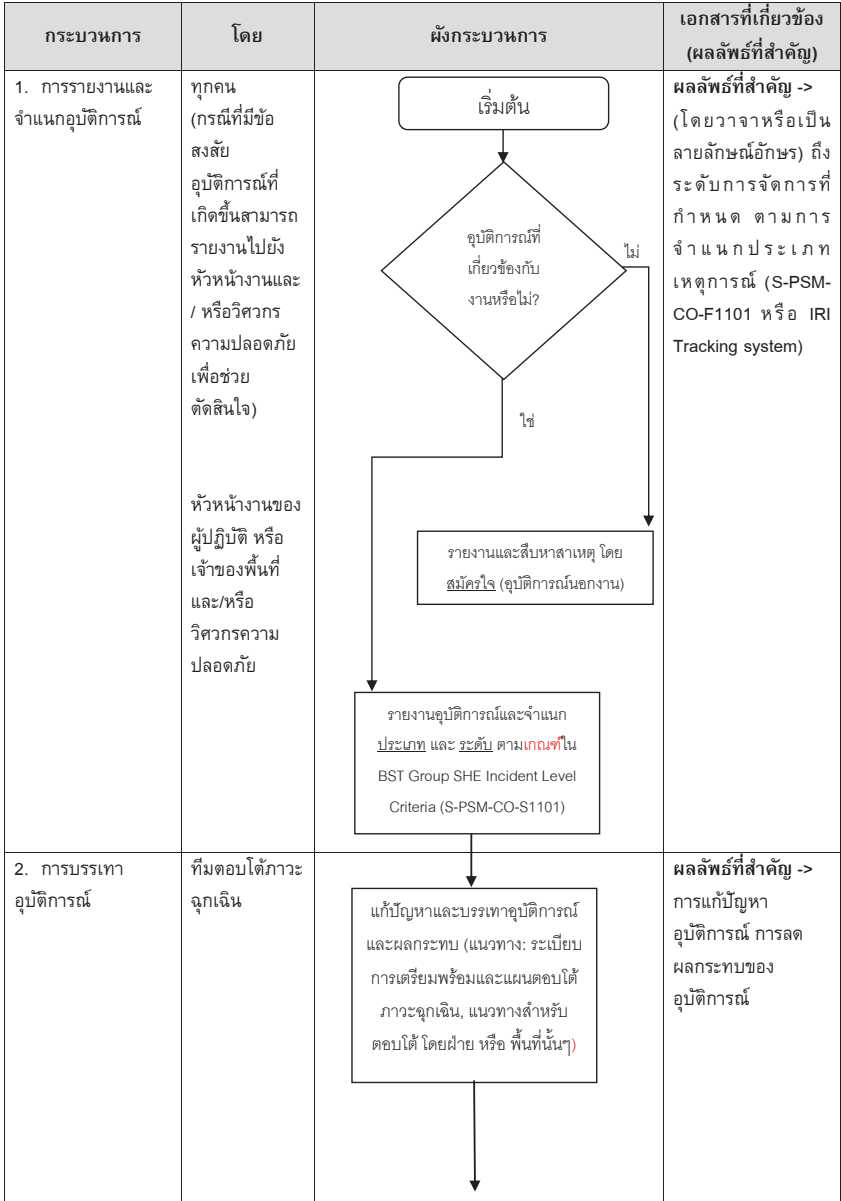 กระบวนการ
โดย
ผังกระบวนการ
เอกสารที่เกี่ยวข้อง
(ผลลัพธ์ที่สำคัญ)
1. การรายงานและ
จำแนกอุบัติการณ์
ทุกคน
(กรณีที่มีข้อ
สงสัย
อุบัติการณ์ที่
เกิดขึ้นสามารถ
รายงานไปยัง
หัวหน้างานและ
/ หรือวิศวกร
ความปลอดภัย
เพื่อช่วย
ตัดสินใจ)
หัวหน้างานของ
ผู้ปฏิบัติ หรือ
เจ้าของพื้นที่
และ/หรือ
วิศวกรความ
ปลอดภัย
เริ่มต้น
อุบัติการณ์ที่
เกี่ยวข้องกับ
งานหรือไม่?
ไม่
ใช่
รายงานและสืบหาสาเหตุ โดย
สมัครใจ (อุบัติการณ์นอกงาน)
รายงานอุบัติการณ์และจำแนก
ประเภท และ ระดับ ตามเกณฑ์ใน
BST Group SHE Incident Level
Criteria (S-PSM-CO-S1101)
ผลลัพธ์ที่สำคัญ ->
(โดยวาจาหรือเป็น
ลายลักษณ์อักษร) ถึง
ระดับการจัดการที่
กำหนด ตามการ
จำแนกประเภท
เหตุการณ์ (S-PSM-
CO-F1101 หรือ IRI
Tracking system)
2. การบรรเทา
อุบัติการณ์
ทีมตอบโต้ภาวะ
ฉุกเฉิน
แก้ปัญหาและบรรเทาอุบัติการณ์
และผลกระทบ (แนวทาง: ระเบียบ
การเตรียมพร้อมและแผนตอบโต้
ภาวะฉุกเฉิน, แนวทางสำหรับ
ตอบโต้ โดยฝ่าย หรือ พื้นที่นั้นๆ)
ผลลัพธ์ที่สำคัญ ->
การแก้ปัญหา
อุบัติการณ์ การลด
ผลกระทบของ
อุบัติการณ์